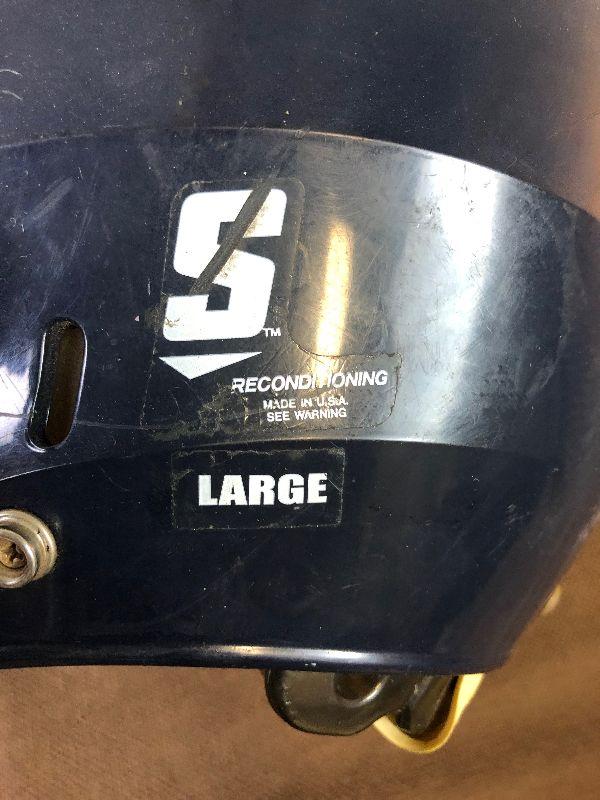 S
TM
RECONDITIONING
MADE IN U.S.A.
SEE WARNING
LARGE